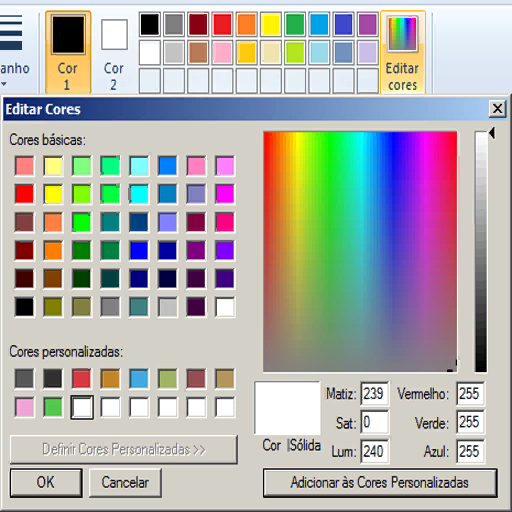 anho
Cor
1
Cor
2
Editar
cores
Editar Cores
Cores básicas:
Cores personalizadas:
Matiz: 239 Vermelho: 255
Sat: 0 Verde: 255
Cor |Sólida Lum: 240 Azul: 255
Definir Cores Personalizadas >>
OK Cancelar Adicionar às Cores Personalizadas